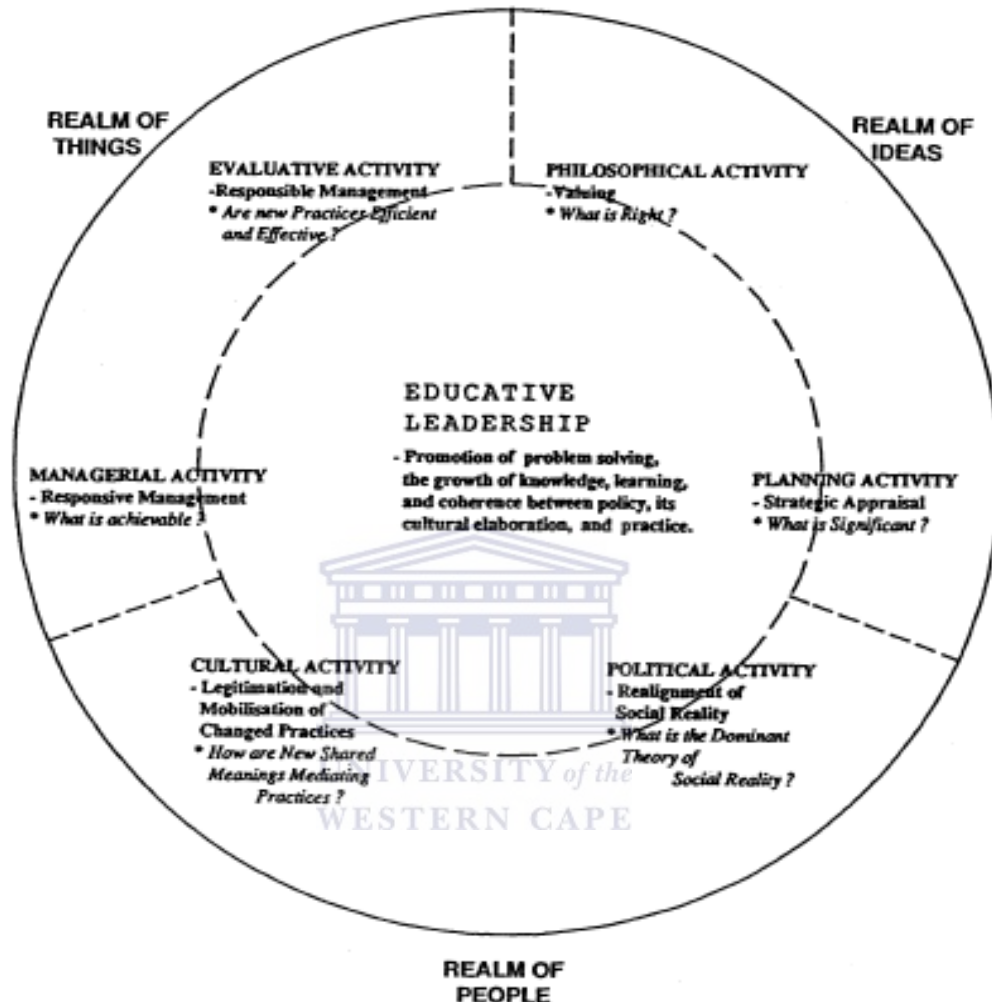 REALM OF
THINGS
REALM OF
IDEAS
EVALUATIVE ACTIVITY
-Responsible Management
* Are new Practices Efficient
and Effective ?
PHILOSOPHICAL ACTIVITY
-Valuing
* What is Right ?
EDUCATIVE
LEADERSHIP
- Promotion of problem solving,
the growth of knowledge, learning,
and coherence between policy, its
cultural elaboration, and practice.
MANAGERIAL ACTIVITY
- Responsive Management
* What is achievable ?
PLANNING ACTIVITY
- Strategic Appraisal
* What is Significant ?
CULTURAL ACTIVITY
- Legitimation and
Mobilisation of
Changed Practices
* How are New Shared
Meanings Mediating
Practices ?
POLITICAL ACTIVITY
- Realignment of
Social Reality
* What is the Dominant
Theory of
Social Reality ?
UNIVERSITY of the
WESTERN CAPE
REALM OF
PEOPLE